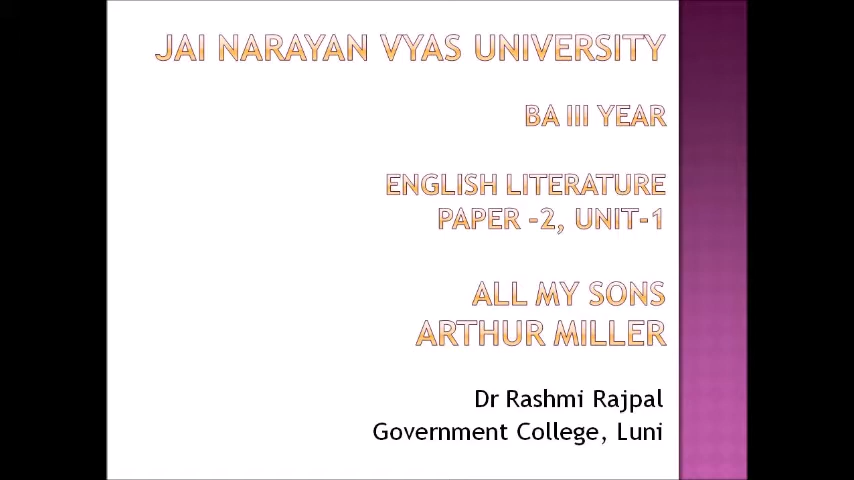 JAI NARAYAN VYAS UNIVERSITY
BA III YEAR
ENGLISH LITERATURE
PAPER -2, UNIT-1
ALL MY SONS
ARTHUR MILLER
Dr Rashmi Rajpal
Government College, Luni